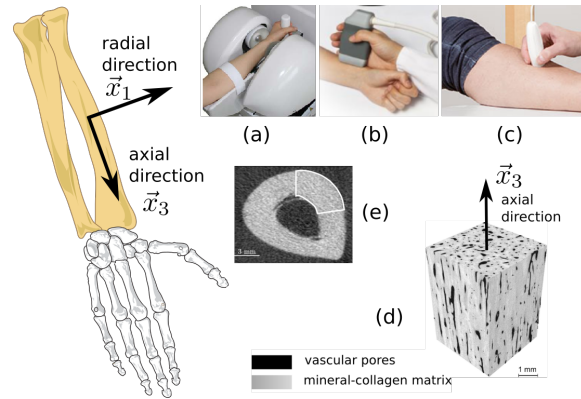 radial
direction
x⃗₁
axial
direction
x⃗₃
(a)
(b)
(c)
(e)
3 mm
x⃗₃
axial
direction
(d)
1 mm
vascular pores
mineral-collagen matrix